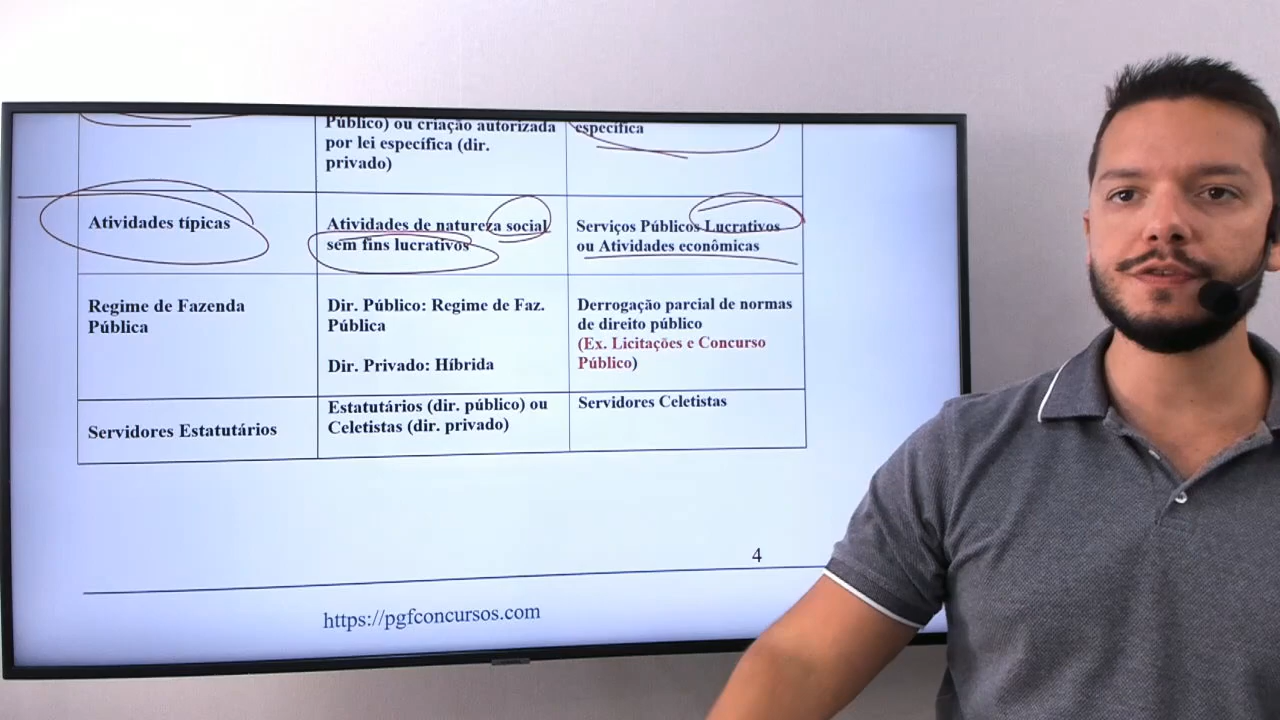 Público) ou criação autorizada
por lei específica (dir.
privado)
específica
Atividades típicas
Atividades de natureza social
sem fins lucrativos
Serviços Públicos Lucrativos
ou Atividades econômicas
Regime de Fazenda
Pública
Dir. Público: Regime de Faz.
Pública
Dir. Privado: Híbrida
Derrogação parcial de normas
de direito público
(Ex. Licitações e Concurso
Público)
Servidores Estatutários
Estatutários (dir. público) ou
Celetistas (dir. privado)
Servidores Celetistas
4
https://pgfconcursos.com